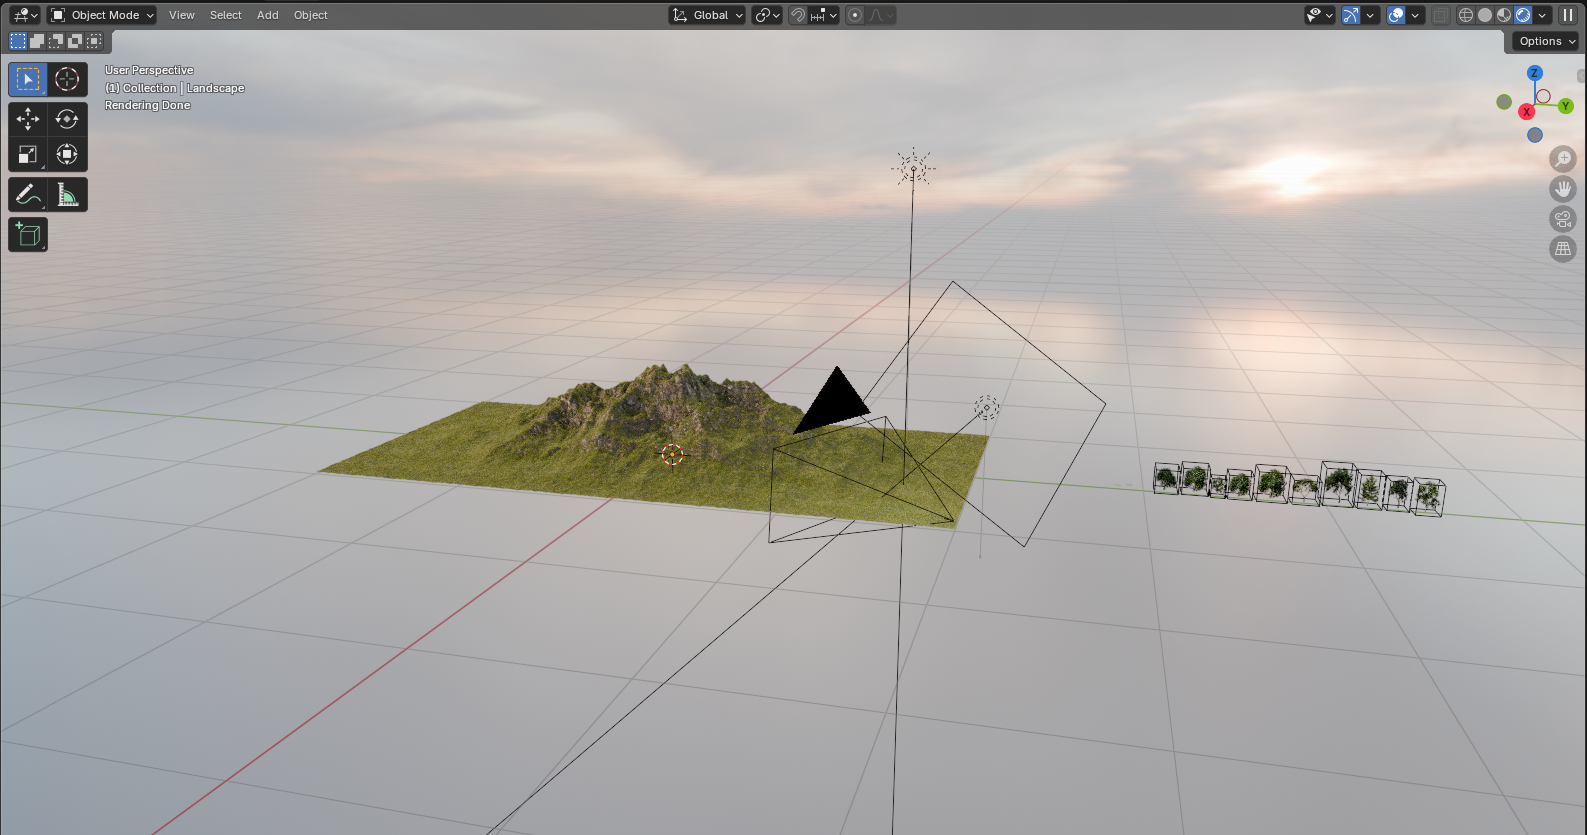 Object Mode
View
Select
Add
Object
Global
Options
User Perspective
(1) Collection | Landscape
Rendering Done
Z
X
Y